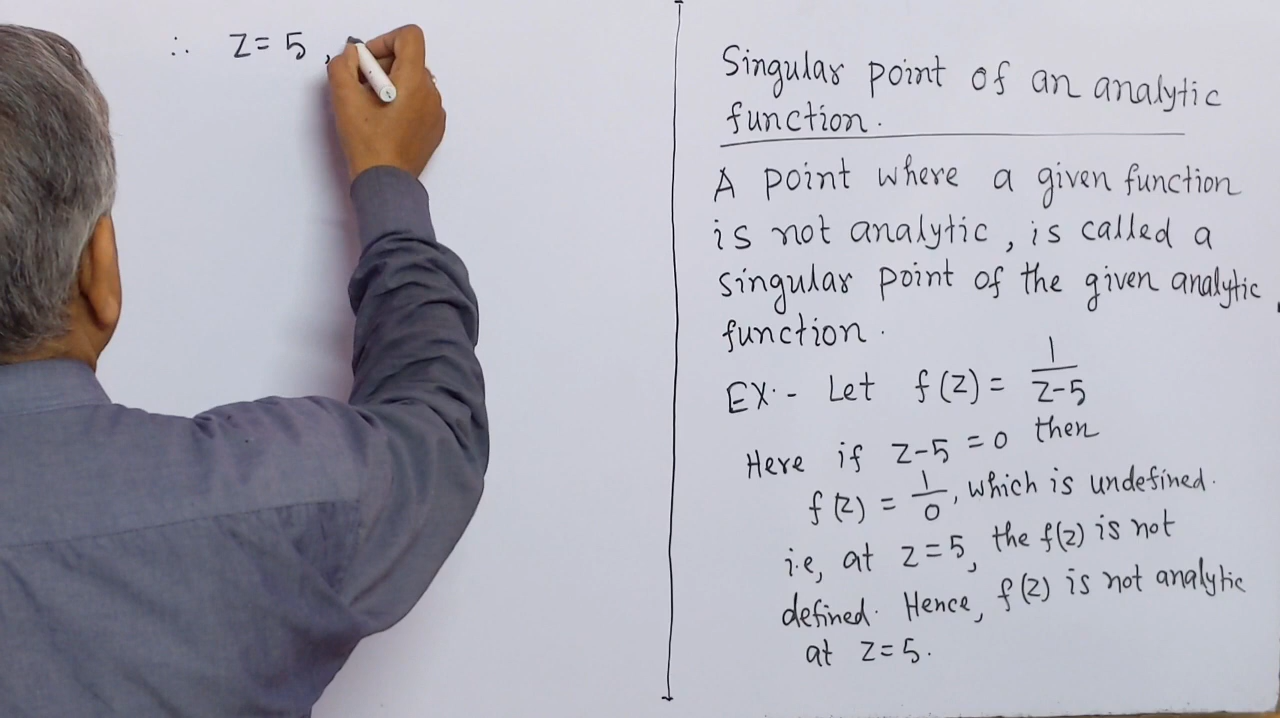 ∴ Z = 5 ,
Singular point of an analytic
function.
A point where a given function
is not analytic, is called a
singular point of the given analytic
function.
EX:- Let f(z) = 1/(z-5)
Here if z-5 = 0 then
f(z) = 1/0, which is undefined.
i.e, at z=5, the f(z) is not
defined. Hence, f(z) is not analytic
at z=5.